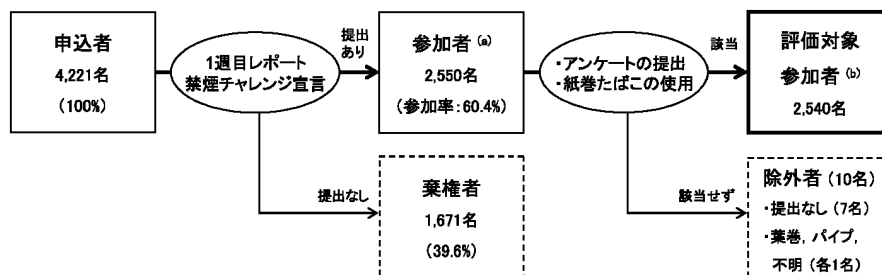 申込者
4,221名
(100%)
1週目レポート
禁煙チャレンジ宣言
提出
あり
参加者 (a)
2,550名
(参加率:60.4%)
・アンケートの提出
・紙巻たばこの使用
該当
評価対象
参加者 (b)
2,540名
提出なし
棄権者
1,671名
(39.6%)
該当せず
除外者 (10名)
・提出なし (7名)
・葉巻, パイプ,
不明 (各1名)